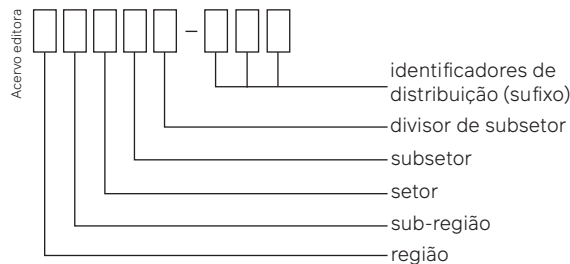 Acervo editora
–
identificadores de
distribuição (sufixo)
divisor de subsetor
subsetor
setor
sub-região
região